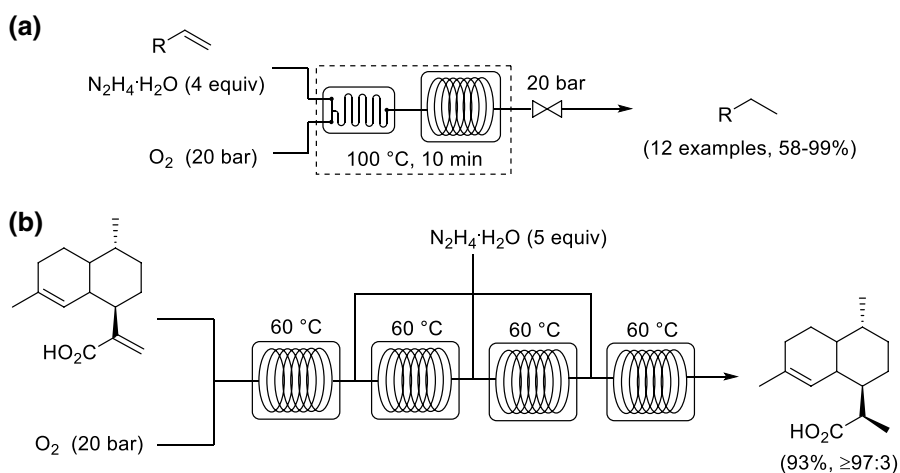 (a)
R
N₂H₄·H₂O (4 equiv)
O₂ (20 bar)
100 °C, 10 min
20 bar
R
(12 examples, 58-99%)
(b)
N₂H₄·H₂O (5 equiv)
60 °C
60 °C
60 °C
60 °C
HO₂C
O₂ (20 bar)
HO₂C
(93%, ≥97:3)